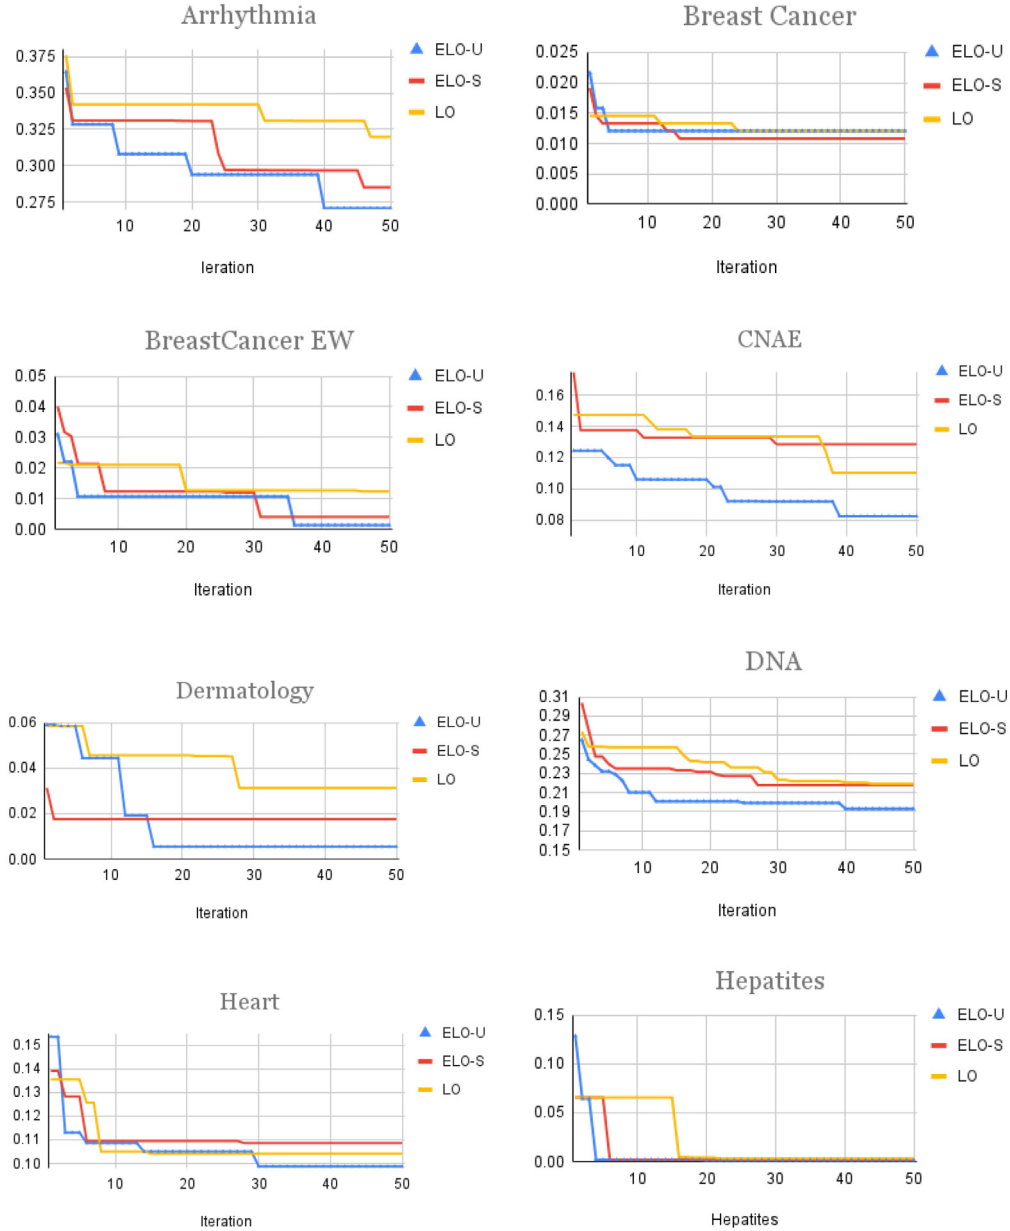 Arrhythmia
0.375
0.350
0.325
0.300
0.275
10 20 30 40 50
Ieration
ELO-U
ELO-S
LO
Breast Cancer
0.025
0.020
0.015
0.010
0.005
0.000
10 20 30 40 50
Iteration
ELO-U
ELO-S
LO
BreastCancer EW
0.05
0.04
0.03
0.02
0.01
0.00
10 20 30 40 50
Iteration
ELO-U
ELO-S
LO
CNAE
0.16
0.14
0.12
0.10
0.08
10 20 30 40 50
Iteration
ELO-U
ELO-S
LO
Dermatology
0.06
0.04
0.02
0.00
10 20 30 40 50
Iteration
ELO-U
ELO-S
LO
DNA
0.31
0.29
0.27
0.25
0.23
0.21
0.19
0.17
0.15
10 20 30 40 50
Iteration
ELO-U
ELO-S
LO
Heart
0.15
0.14
0.13
0.12
0.11
0.10
10 20 30 40 50
Iteration
ELO-U
ELO-S
LO
Hepatites
0.15
0.10
0.05
0.00
10 20 30 40 50
Hepatites
ELO-U
ELO-S
LO